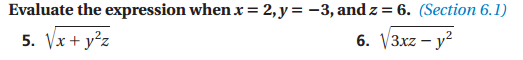 Evaluate the expression when x = 2, y = −3, and z = 6. (Section 6.1)
5. √(x + y²z) 6. √(3xz − y²)